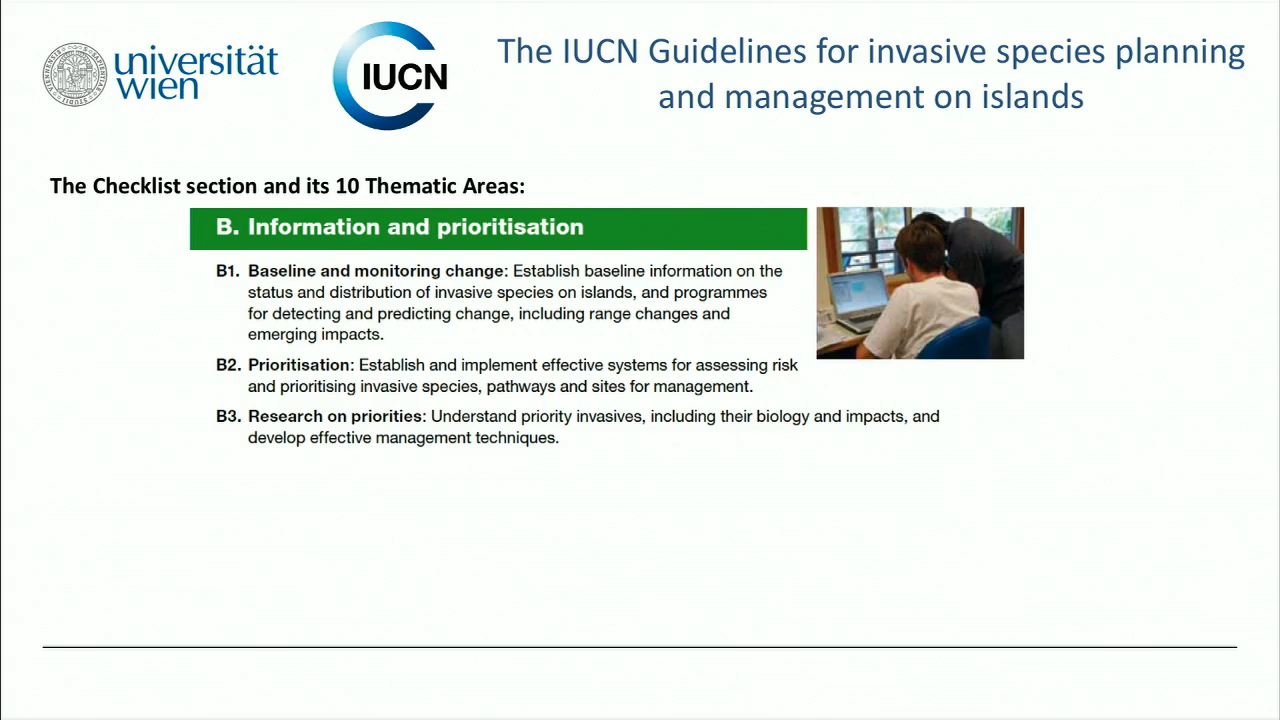 universität
wien
IUCN
The IUCN Guidelines for invasive species planning
and management on islands
The Checklist section and its 10 Thematic Areas:
B. Information and prioritisation
B1. Baseline and monitoring change: Establish baseline information on the
status and distribution of invasive species on islands, and programmes
for detecting and predicting change, including range changes and
emerging impacts.
B2. Prioritisation: Establish and implement effective systems for assessing risk
and prioritising invasive species, pathways and sites for management.
B3. Research on priorities: Understand priority invasives, including their biology and impacts, and
develop effective management techniques.